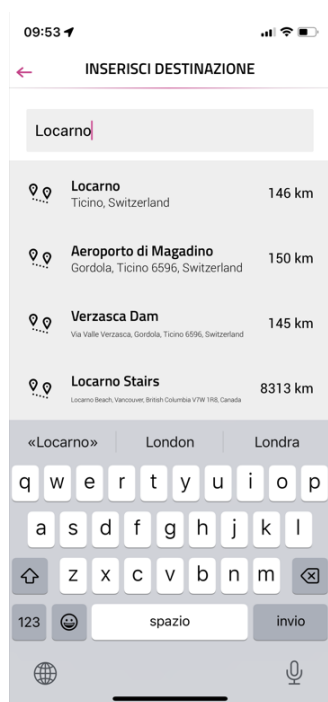 09:53
INSERISCI DESTINAZIONE
Locarno
Locarno
Ticino, Switzerland
146 km
Aeroporto di Magadino
Gordola, Ticino 6596, Switzerland
150 km
Verzasca Dam
Via Valle Verzasca, Gordola, Ticino 6596, Switzerland
145 km
Locarno Stairs
Locarno Beach, Vancouver, British Columbia V7W 1R8, Canada
8313 km
«Locarno» London Londra
q w e r t y u i o p
a s d f g h j k l
z x c v b n m
123 spazio invio